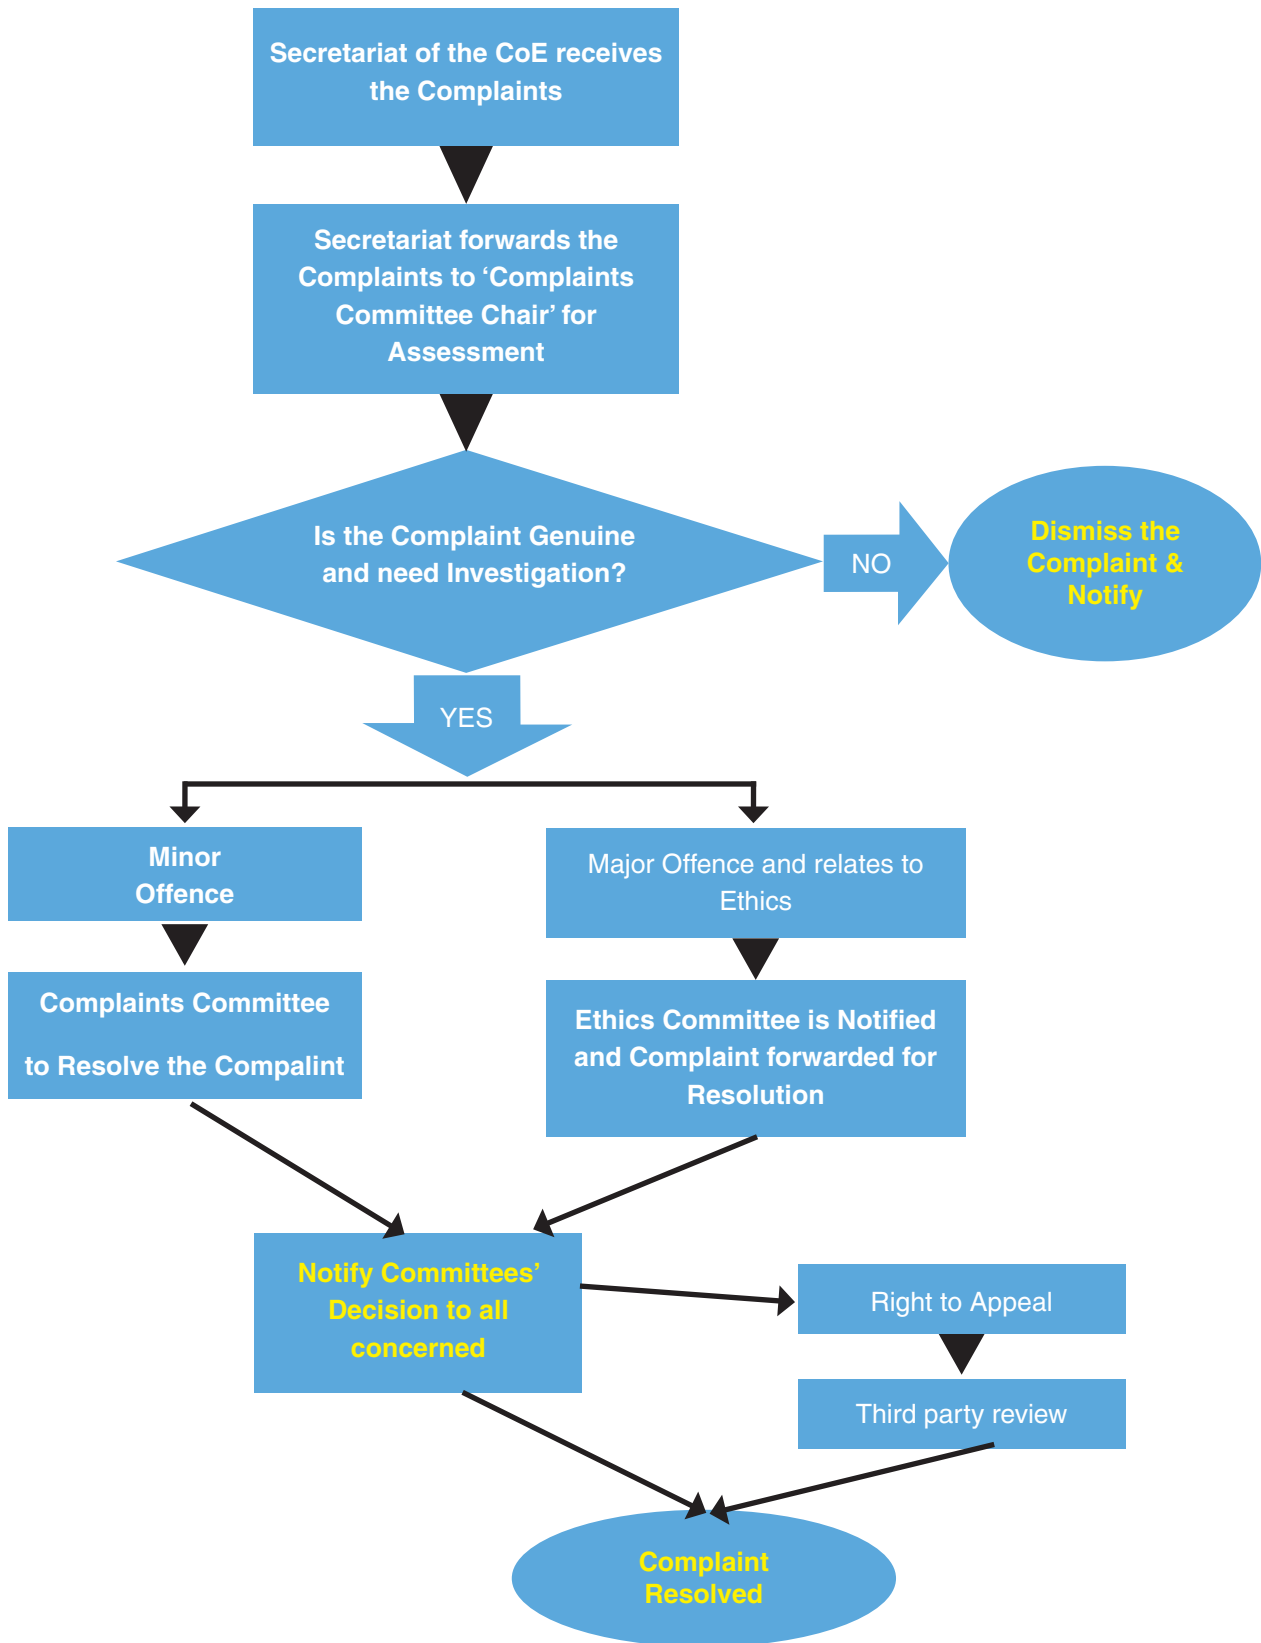 Secretariat of the CoE receives
the Complaints
Secretariat forwards the
Complaints to ‘Complaints
Committee Chair’ for
Assessment
Is the Complaint Genuine
and need Investigation?
NO
Dismiss the
Complaint &
Notify
YES
Minor
Offence
Major Offence and relates to
Ethics
Complaints Committee
to Resolve the Compalint
Ethics Committee is Notified
and Complaint forwarded for
Resolution
Notify Committees’
Decision to all
concerned
Right to Appeal
Third party review
Complaint
Resolved